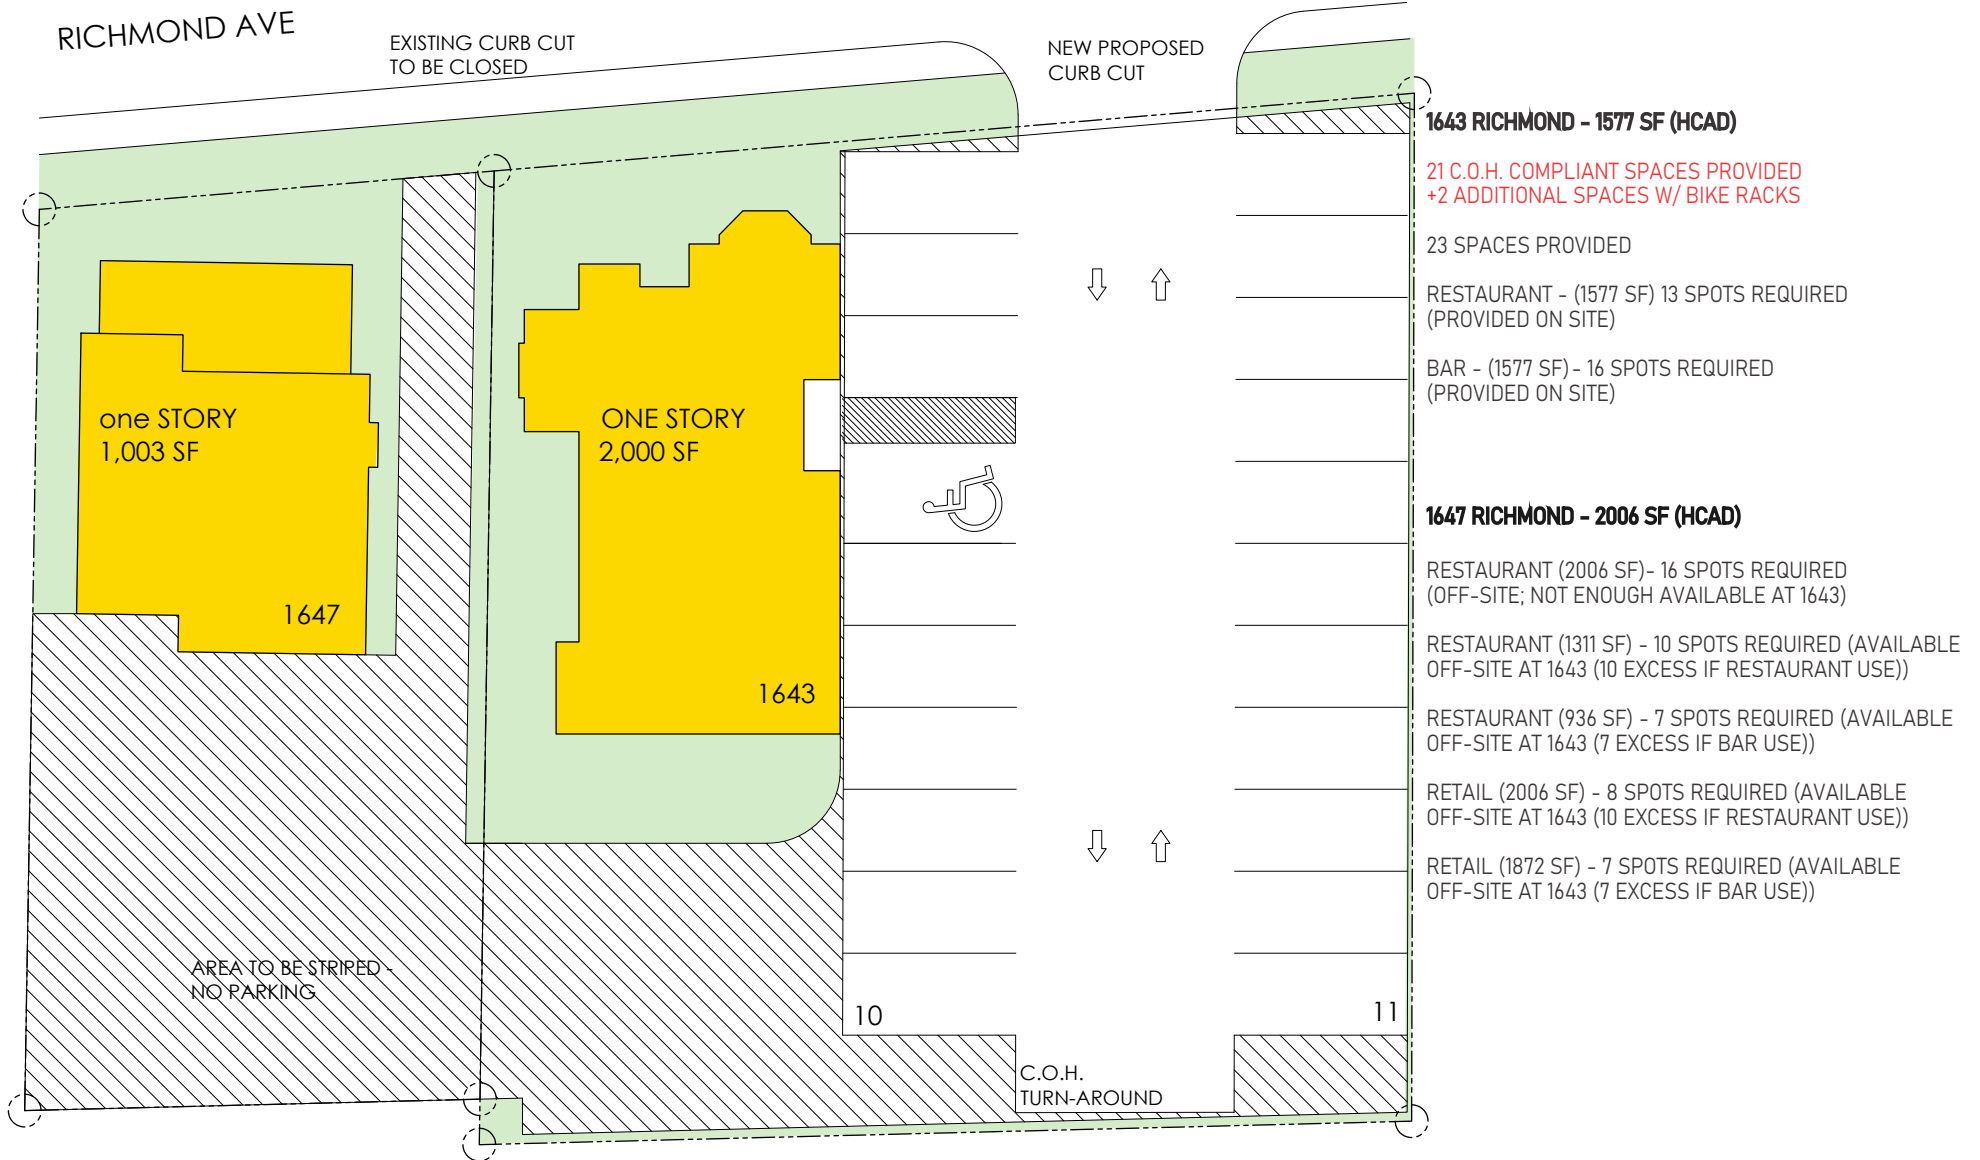 RICHMOND AVE
EXISTING CURB CUT
TO BE CLOSED
NEW PROPOSED
CURB CUT
one STORY
1,003 SF
1647
ONE STORY
2,000 SF
1643
AREA TO BE STRIPED -
NO PARKING
10
11
C.O.H.
TURN-AROUND
1643 RICHMOND - 1577 SF (HCAD)
21 C.O.H. COMPLIANT SPACES PROVIDED
+2 ADDITIONAL SPACES W/ BIKE RACKS
23 SPACES PROVIDED
RESTAURANT - (1577 SF) 13 SPOTS REQUIRED
(PROVIDED ON SITE)
BAR - (1577 SF) - 16 SPOTS REQUIRED
(PROVIDED ON SITE)
1647 RICHMOND - 2006 SF (HCAD)
RESTAURANT (2006 SF)- 16 SPOTS REQUIRED
(OFF-SITE; NOT ENOUGH AVAILABLE AT 1643)
RESTAURANT (1311 SF) - 10 SPOTS REQUIRED (AVAILABLE
OFF-SITE AT 1643 (10 EXCESS IF RESTAURANT USE))
RESTAURANT (936 SF) - 7 SPOTS REQUIRED (AVAILABLE
OFF-SITE AT 1643 (7 EXCESS IF BAR USE))
RETAIL (2006 SF) - 8 SPOTS REQUIRED (AVAILABLE
OFF-SITE AT 1643 (10 EXCESS IF RESTAURANT USE))
RETAIL (1872 SF) - 7 SPOTS REQUIRED (AVAILABLE
OFF-SITE AT 1643 (7 EXCESS IF BAR USE))